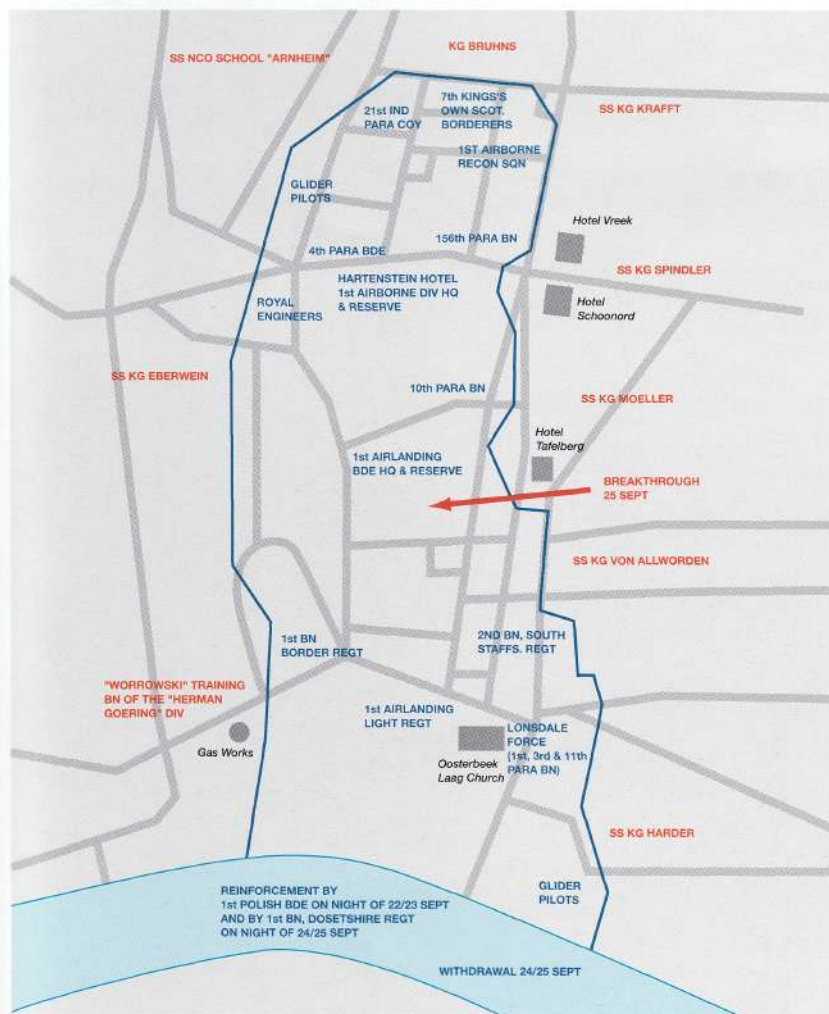 KG BRUHNS
SS NCO SCHOOL "ARNHEIM"
7th KINGS'S
OWN SCOT.
BORDERERS
21st IND
PARA COY
SS KG KRAFFT
1ST AIRBORNE
RECON SQN
GLIDER
PILOTS
Hotel Vreek
156th PARA BN
4th PARA BDE
SS KG SPINDLER
HARTENSTEIN HOTEL
1st AIRBORNE DIV HQ
& RESERVE
ROYAL
ENGINEERS
Hotel
Schoonord
SS KG EBERWEIN
10th PARA BN
SS KG MOELLER
Hotel
Tafelberg
1st AIRLANDING
BDE HQ & RESERVE
BREAKTHROUGH
25 SEPT
SS KG VON ALLWORDEN
1st BN
BORDER REGT
2ND BN, SOUTH
STAFFS. REGT
"WORROWSKI" TRAINING
BN OF THE "HERMAN
GOERING" DIV
1st AIRLANDING
LIGHT REGT
LONSDALE
FORCE
(1st, 3rd & 11th
PARA BN)
Gas Works
Oosterbeek
Laag Church
SS KG HARDER
GLIDER
PILOTS
REINFORCEMENT BY
1st POLISH BDE ON NIGHT OF 22/23 SEPT
AND BY 1st BN, DOSETSHIRE REGT
ON NIGHT OF 24/25 SEPT
WITHDRAWAL 24/25 SEPT